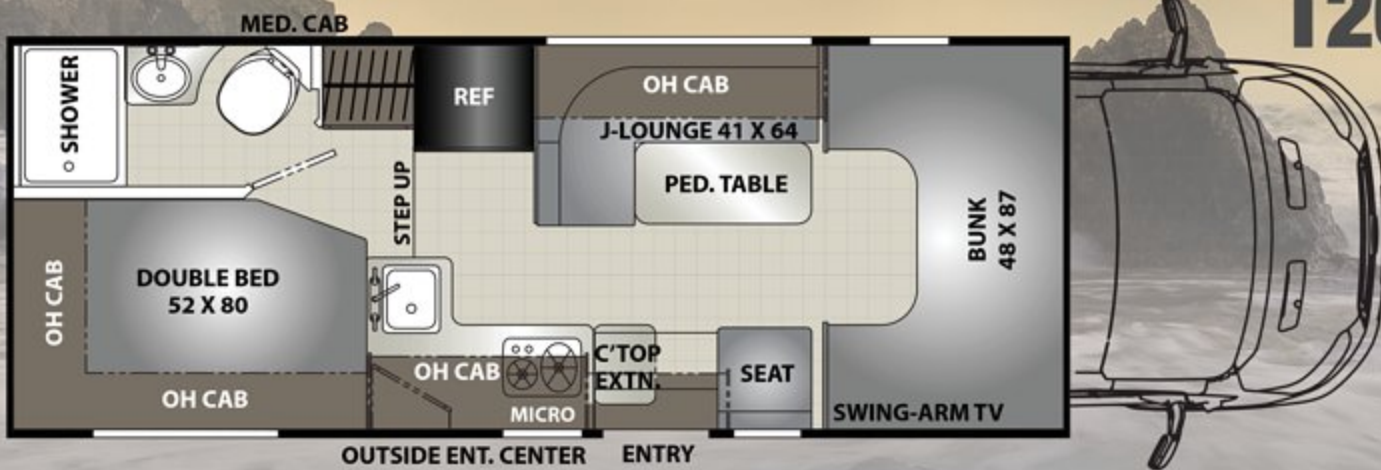 MED. CAB
T20
SHOWER
REF
OH CAB
J-LOUNGE 41 X 64
PED. TABLE
STEP UP
BUNK
48 X 87
OH CAB
DOUBLE BED
52 X 80
OH CAB
OH CAB
MICRO
C'TOP
EXTN.
SEAT
SWING-ARM TV
OUTSIDE ENT. CENTER
ENTRY